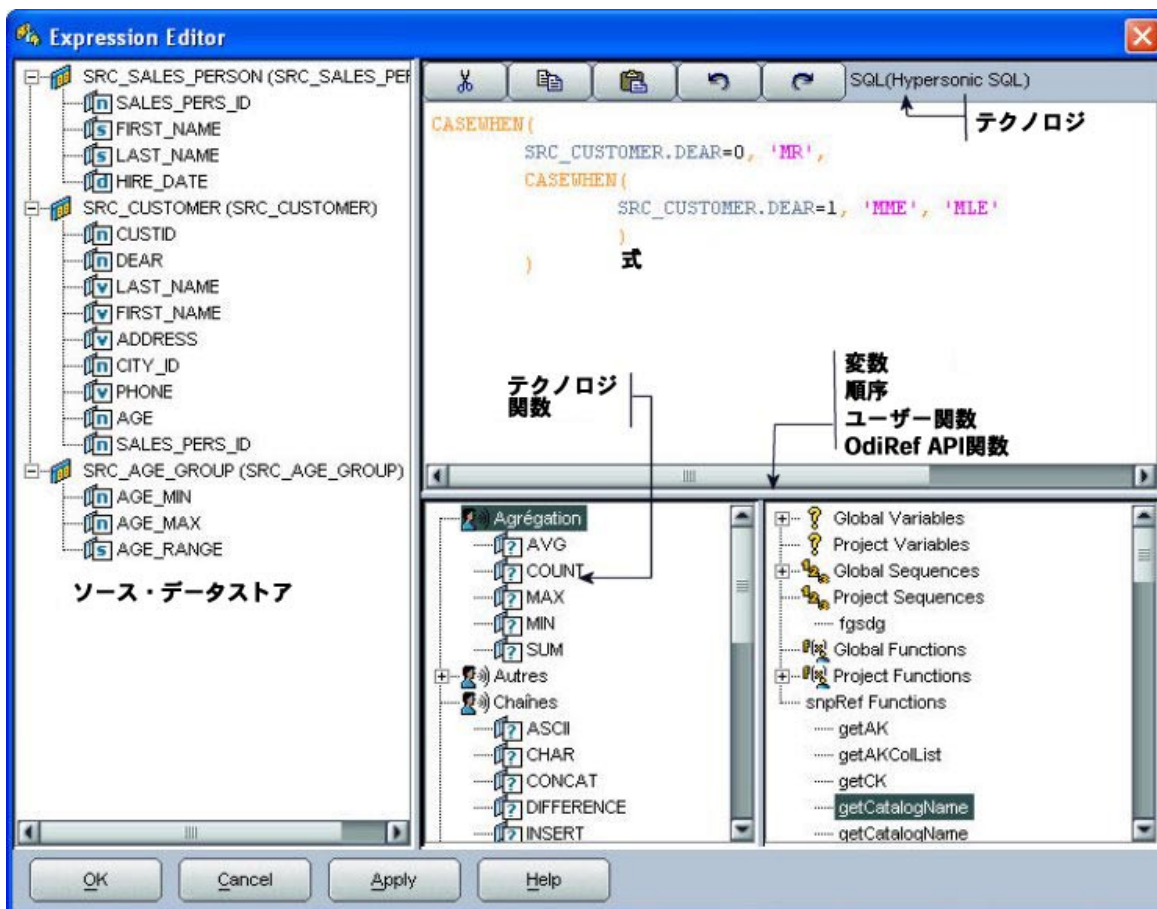 Expression Editor
SRC_SALES_PERSON (SRC_SALES_PER
SALES_PERS_ID
FIRST_NAME
LAST_NAME
HIRE_DATE
SRC_CUSTOMER (SRC_CUSTOMER)
CUSTID
DEAR
LAST_NAME
FIRST_NAME
ADDRESS
CITY_ID
PHONE
AGE
SALES_PERS_ID
SRC_AGE_GROUP (SRC_AGE_GROUP)
AGE_MIN
AGE_MAX
AGE_RANGE
ソース・データストア
SQL(Hypersonic SQL)
テクノロジ
CASEWHEN(
SRC_CUSTOMER.DEAR=0, 'MR',
CASEWHEN(
SRC_CUSTOMER.DEAR=1, 'MME', 'MLE'
)
)
式
テクノロジ
関数
変数
順序
ユーザー関数
OdiRef API関数
Agrégation
AVG
COUNT
MAX
MIN
SUM
Autres
Chaînes
ASCII
CHAR
CONCAT
DIFFERENCE
INSERT
Global Variables
Project Variables
Global Sequences
Project Sequences
fgsdg
Global Functions
Project Functions
snpRef Functions
getAK
getAKColList
getCK
getCatalogName
getCatalogName
OK
Cancel
Apply
Help